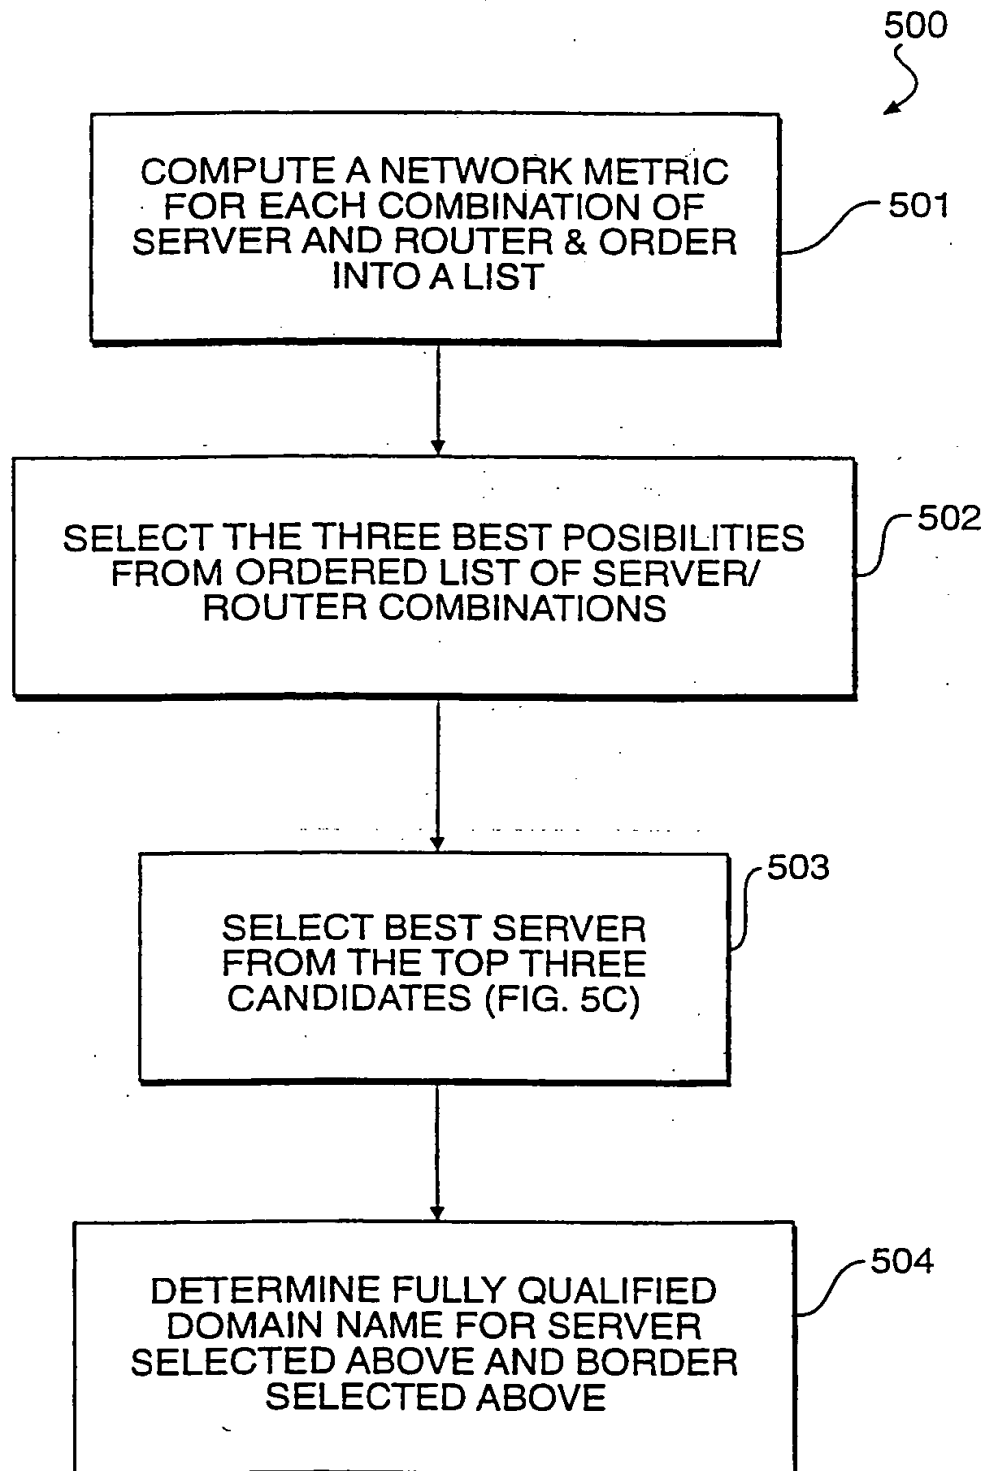 500
COMPUTE A NETWORK METRIC
FOR EACH COMBINATION OF
SERVER AND ROUTER & ORDER
INTO A LIST
501
SELECT THE THREE BEST POSIBILITIES
FROM ORDERED LIST OF SERVER/
ROUTER COMBINATIONS
502
SELECT BEST SERVER
FROM THE TOP THREE
CANDIDATES (FIG. 5C)
503
DETERMINE FULLY QUALIFIED
DOMAIN NAME FOR SERVER
SELECTED ABOVE AND BORDER
SELECTED ABOVE
504